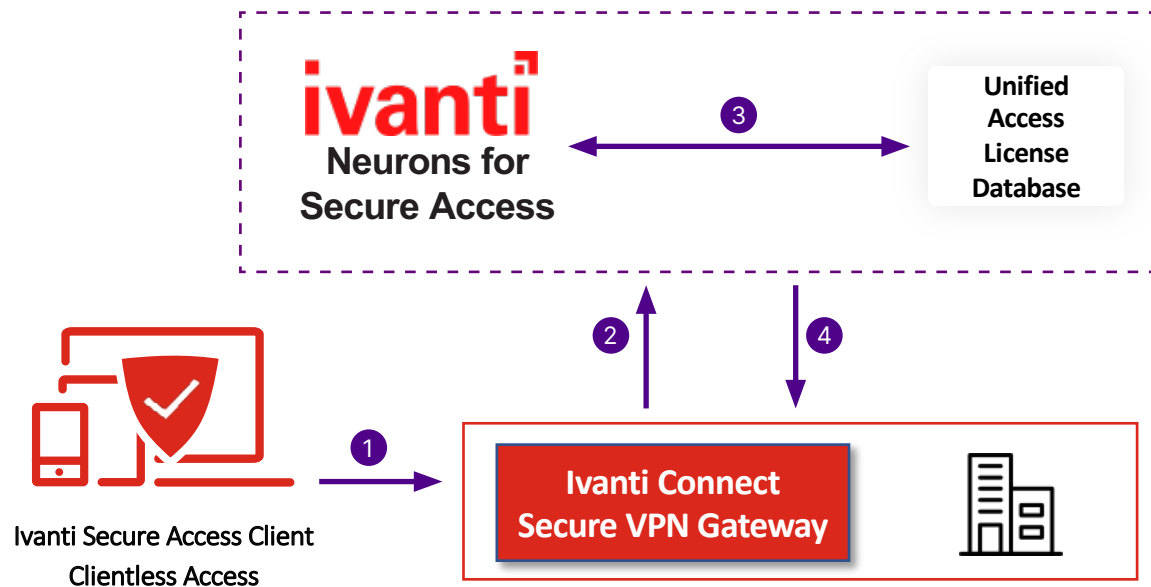 ivanti
Neurons for
Secure Access
3
Unified
Access
License
Database
2
4
1
Ivanti Connect
Secure VPN Gateway
Ivanti Secure Access Client
Clientless Access